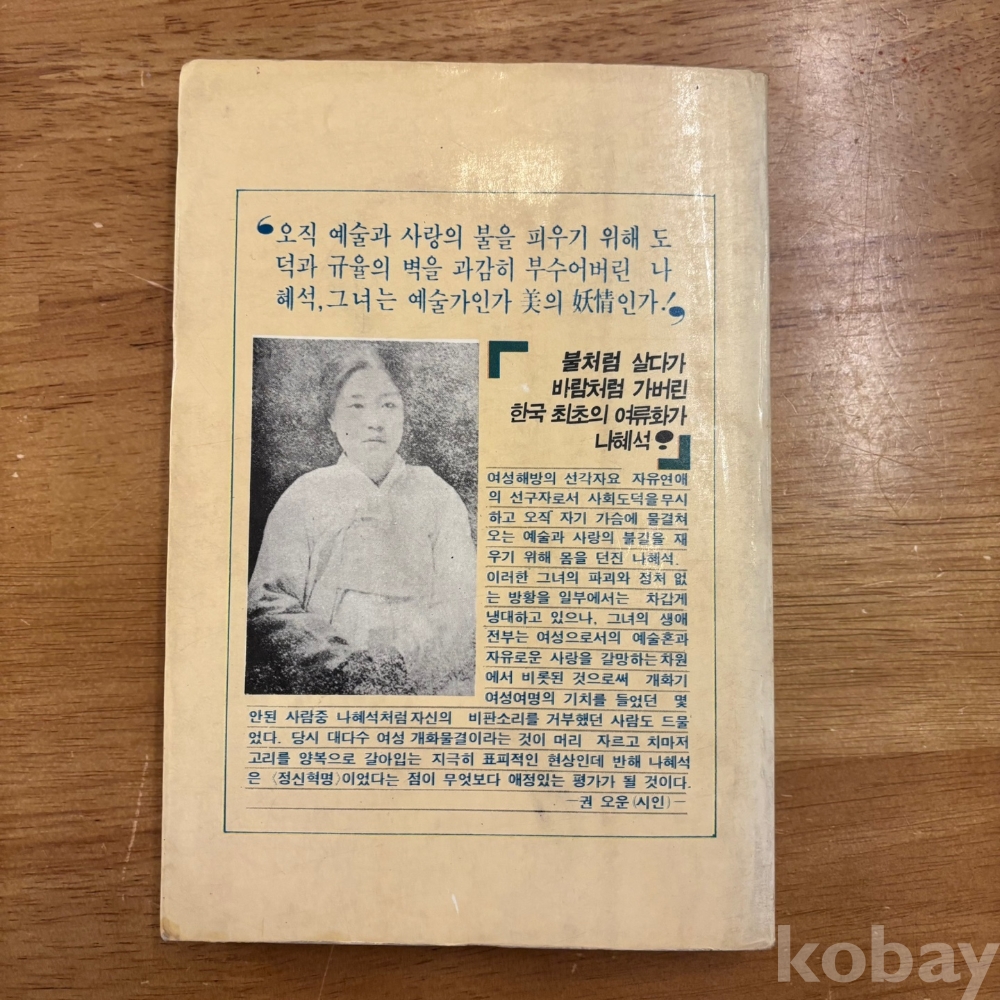 ❛오직 예술과 사랑의 불을 피우기 위해 도
덕과 규율의 벽을 과감히 부수어버린 나
혜석,그녀는 예술가인가 美의 妖情인가!❜
불처럼 살다가
바람처럼 가버린
한국 최초의 여류화가
나혜석
여성해방의 선각자요 자유연애
의 선구자로서 사회도덕을무시
하고 오직 자기 가슴에 물결쳐
오는 예술과 사랑의 불길을 재
우기 위해 몸을 던진 나혜석.
이러한 그녀의 파괴와 정처 없
는 방황을 일부에서는 차갑게
냉대하고 있으나, 그녀의 생애
전부는 여성으로서의 예술혼과
자유로운 사랑을 갈망하는차원
에서 비롯된 것으로써 개화기
여성여명의 기치를 들었던 몇
안된 사람중 나혜석처럼자신의 비판소리를 거부했던 사람도 드물
었다. 당시 대다수 여성 개화물결이라는 것이 머리 자르고 치마저
고리를 양복으로 갈아입는 지극히 표피적인 현상인데 반해 나혜석
은 〈정신혁명〉이었다는 점이 무엇보다 애정있는 평가가 될 것이다.
—권 오운(시인)—
kobay